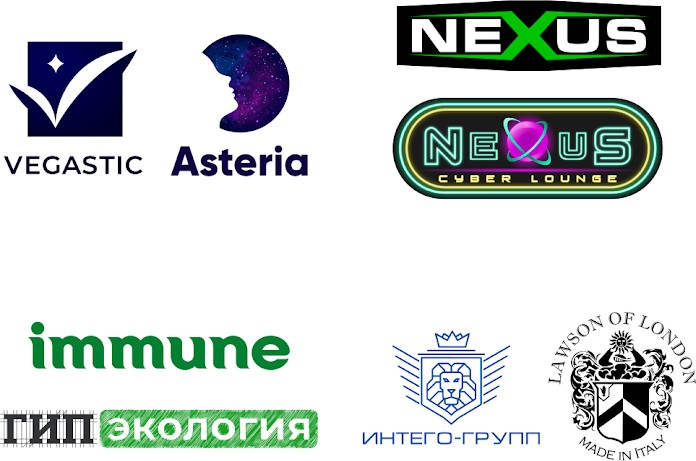 NEXUS
VEGASTIC
Asteria
NEXUS
CYBER LOUNGE
immune
ГИП ЭКОЛОГИЯ
ИНТЕГО-ГРУПП
LAWSON OF LONDON
MADE IN ITALY